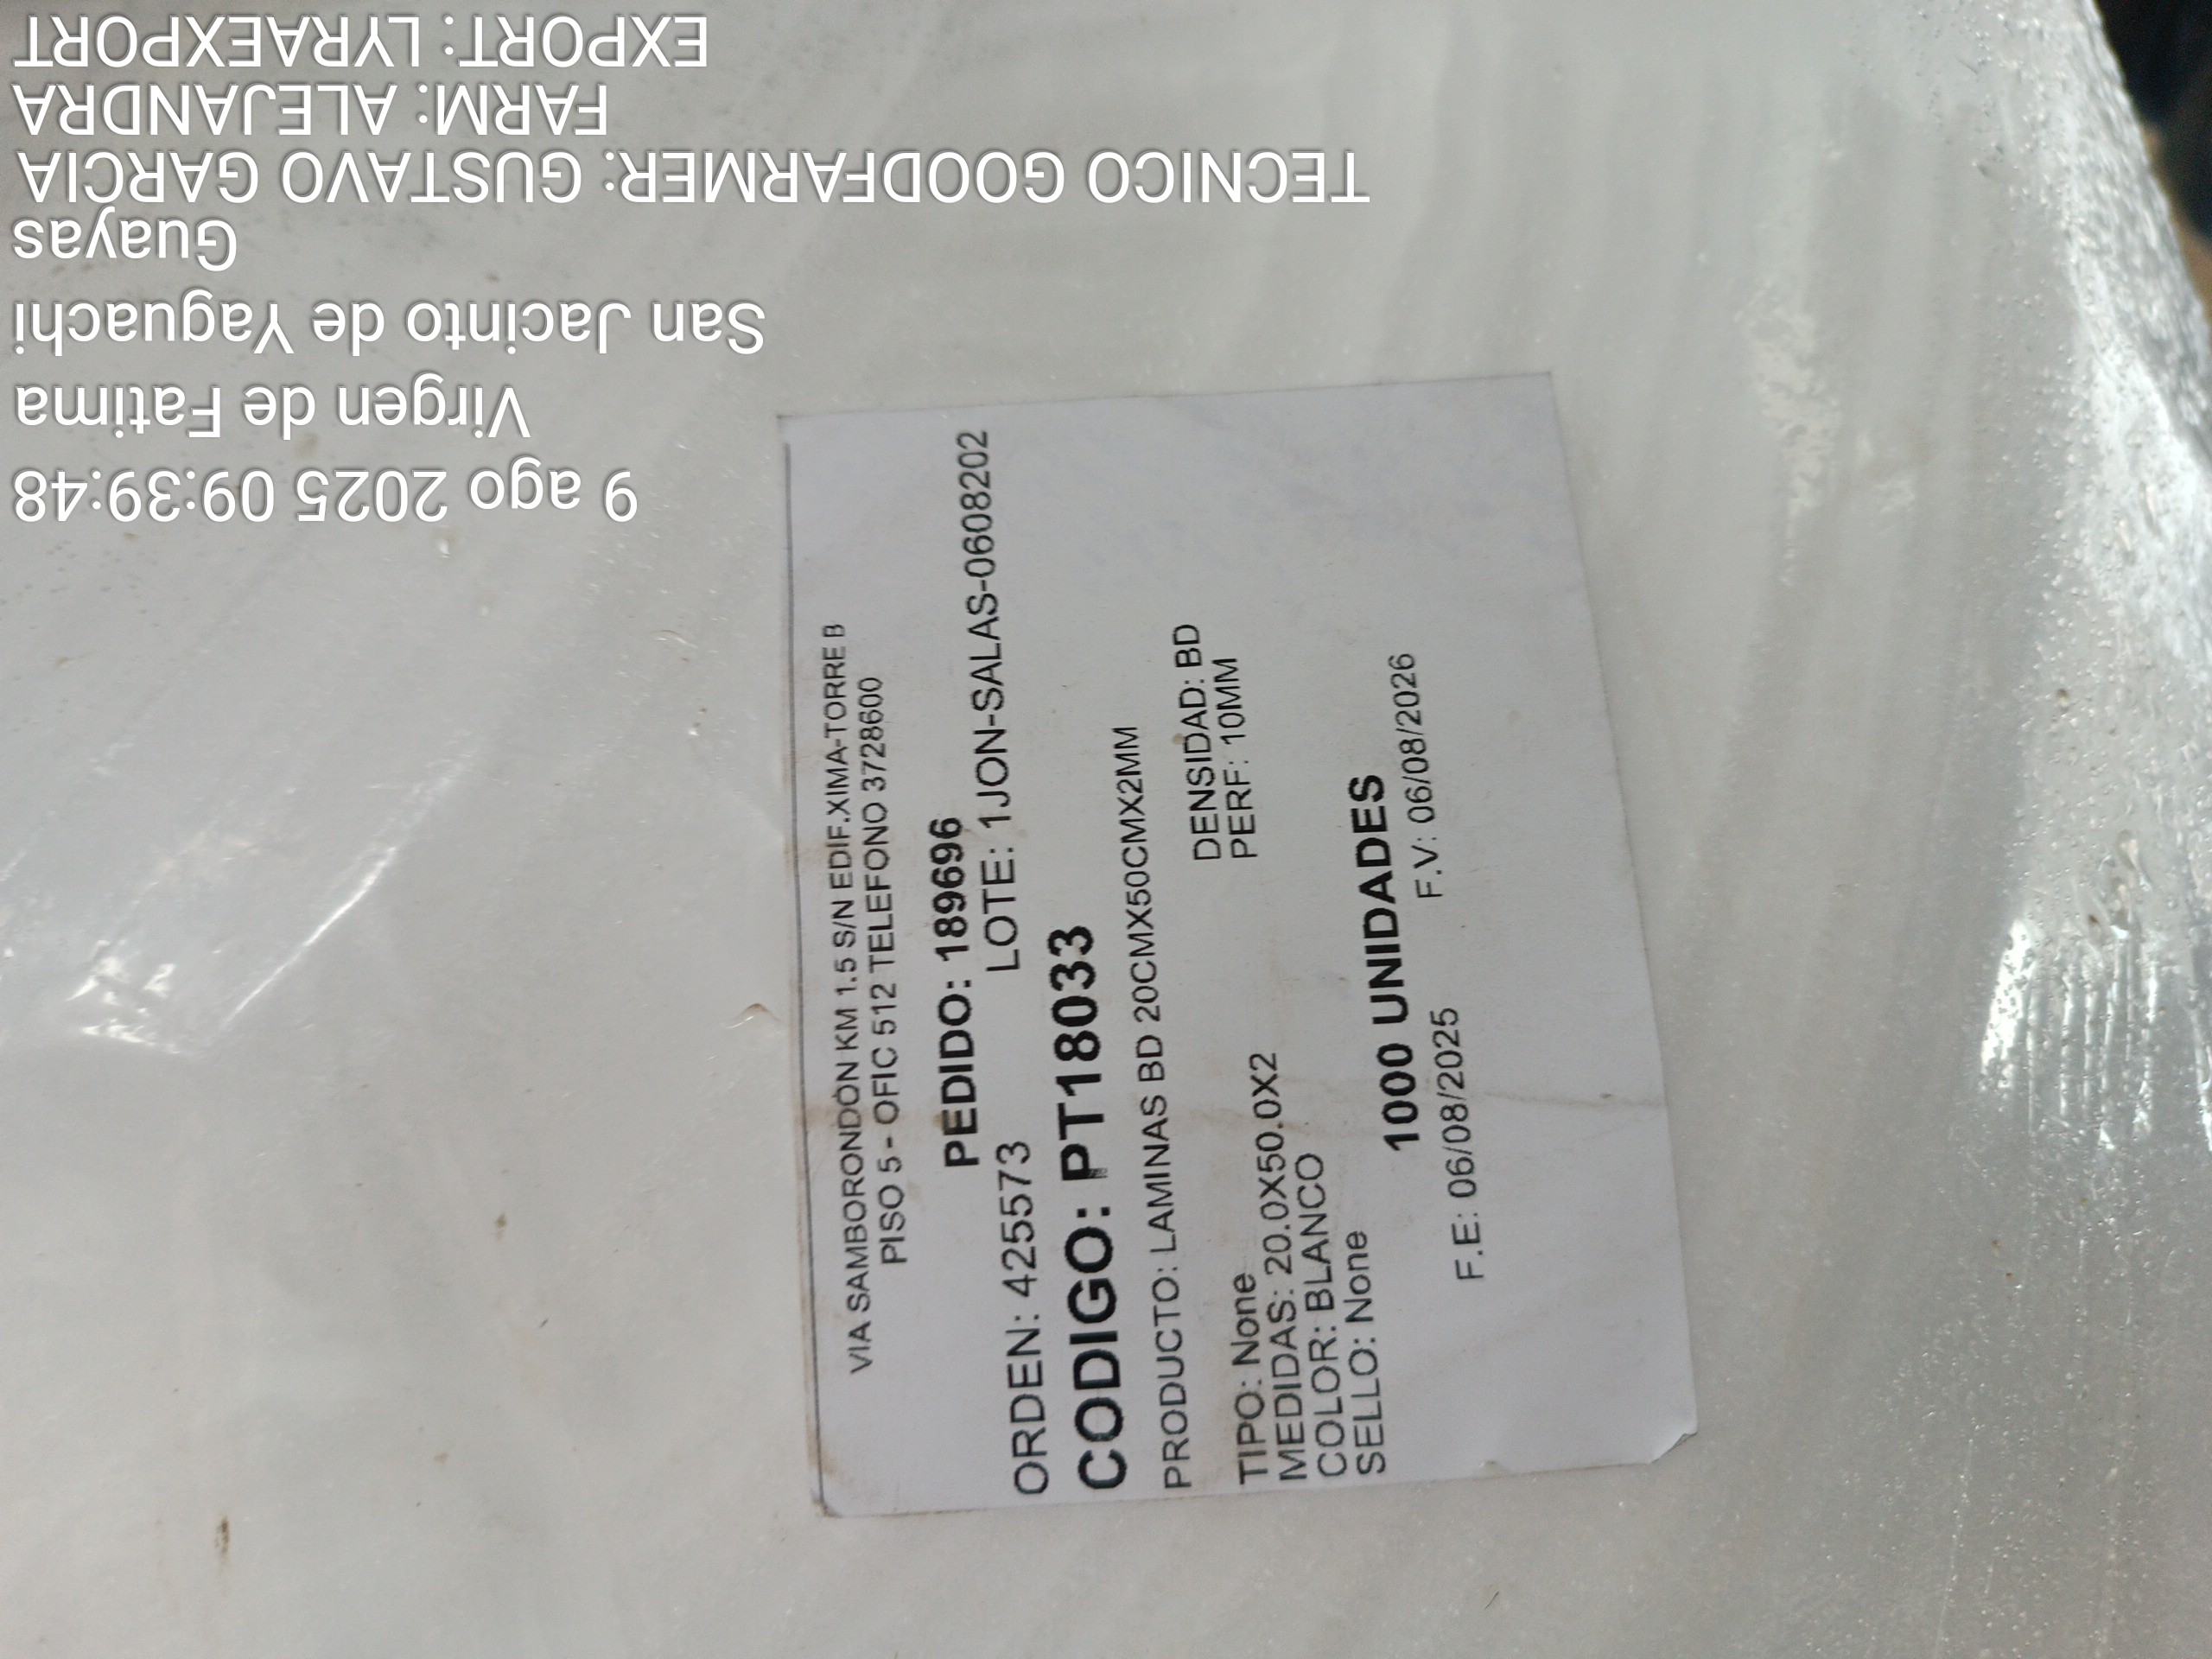 VIA SAMBORONDÓN KM 1.5 S/N EDIF.XIMA-TORRE B
PISO 5 - OFIC 512 TELEFONO 3728600
PEDIDO: 189696
ORDEN: 425573 LOTE: 1JON-SALAS-0608202
CODIGO: PT18033
PRODUCTO: LAMINAS BD 20CMX50CMX2MM
TIPO: None DENSIDAD: BD
MEDIDAS: 20.0X50.0X2 PERF: 10MM
COLOR: BLANCO
SELLO: None
1000 UNIDADES
F.E: 06/08/2025 F.V: 06/08/2026
9 ago 2025 09:39:48
Virgen de Fatima
San Jacinto de Yaguachi
Guayas
TECNICO GOODFARMER: GUSTAVO GARCIA
FARM: ALEJANDRA
EXPORT: LYRAEXPORT